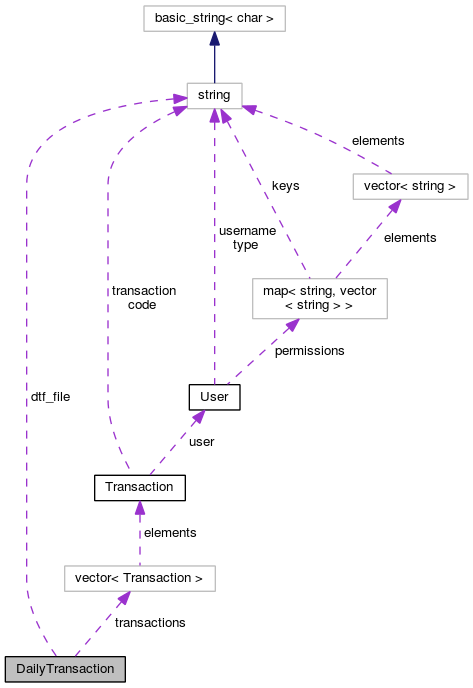 basic_string< char >
string
elements
vector< string >
keys
username
type
elements
transaction
code
map< string, vector
< string > >
permissions
dtf_file
User
user
Transaction
elements
vector< Transaction >
transactions
DailyTransaction